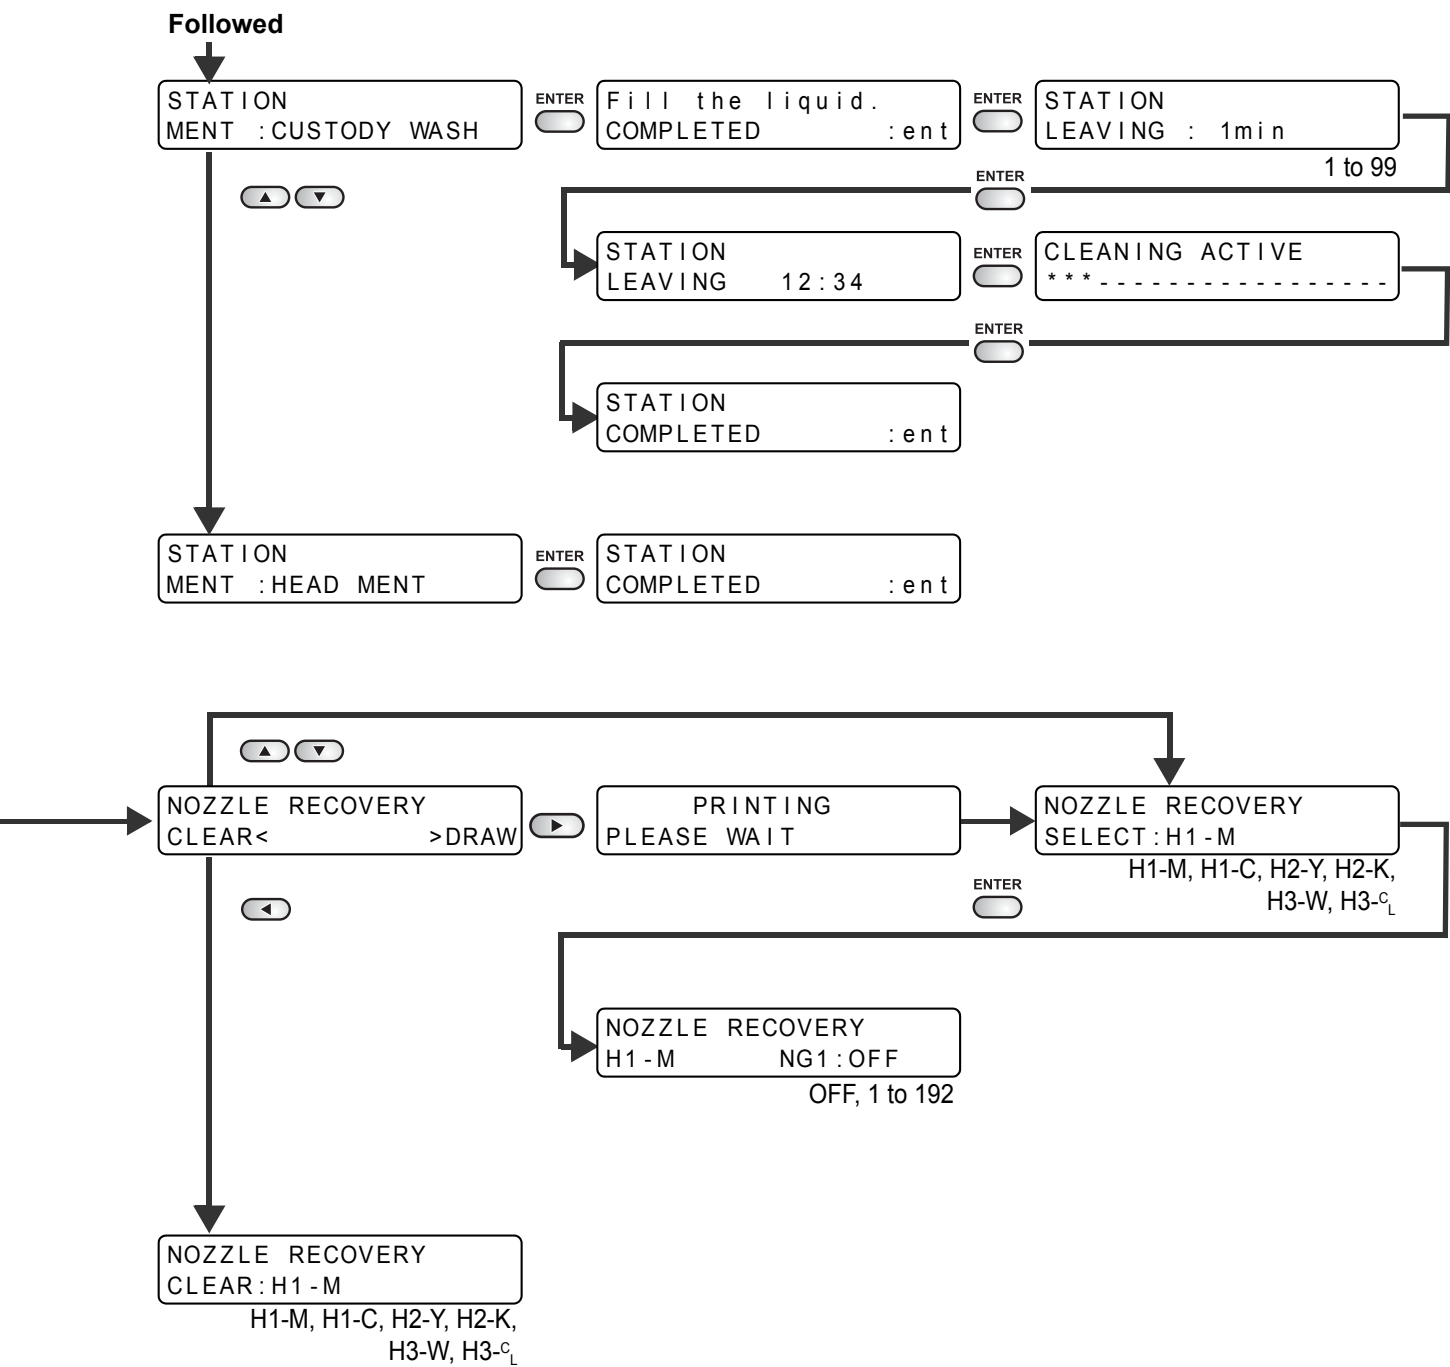 Followed
STATION
MENT :CUSTODY WASH
ENTER
Fill the liquid.
COMPLETED :ent
ENTER
STATION
LEAVING : 1min
1 to 99
ENTER
STATION
LEAVING 12:34
ENTER
CLEANING ACTIVE
***-----------------
ENTER
STATION
COMPLETED :ent
STATION
MENT :HEAD MENT
ENTER
STATION
COMPLETED :ent
NOZZLE RECOVERY
CLEAR< >DRAW
PRINTING
PLEASE WAIT
NOZZLE RECOVERY
SELECT:H1-M
H1-M, H1-C, H2-Y, H2-K,
H3-W, H3-CL
ENTER
NOZZLE RECOVERY
H1-M NG1:OFF
OFF, 1 to 192
NOZZLE RECOVERY
CLEAR:H1-M
H1-M, H1-C, H2-Y, H2-K,
H3-W, H3-CL